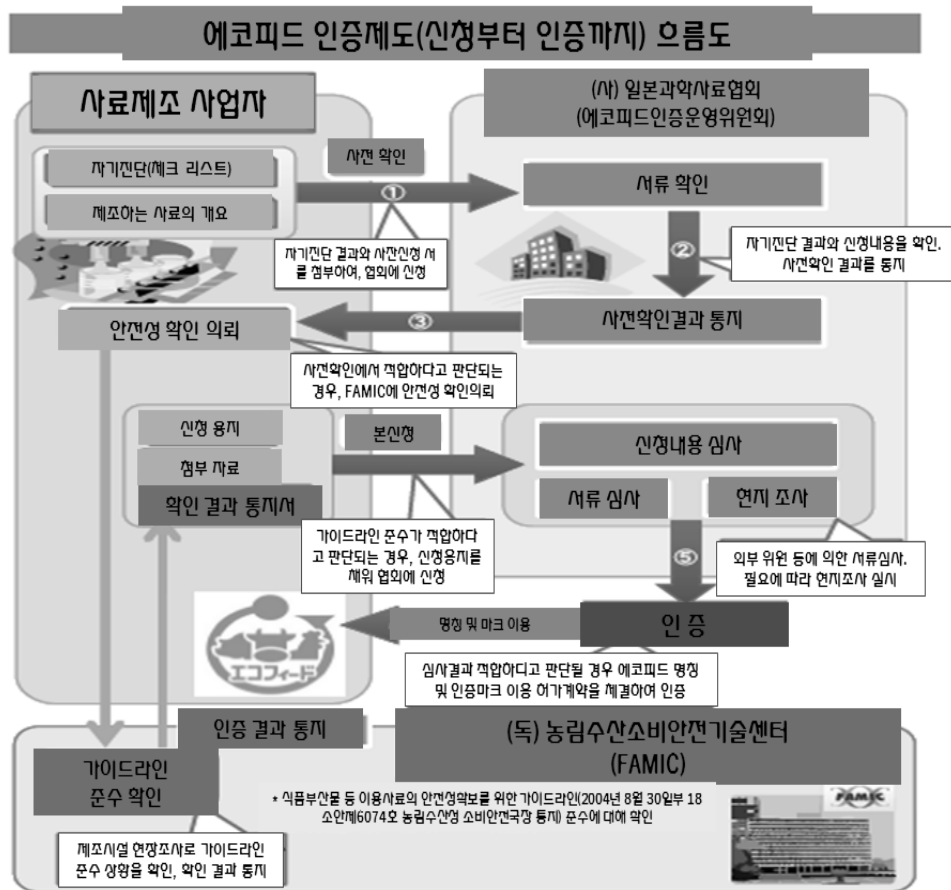 에코피드 인증제도(신청부터 인증까지) 흐름도
사료제조 사업자
(사) 일본과학사료협회
(에코피드인증운영위원회)
자기진단(체크 리스트)
제조하는 사료의 개요
사전 확인
①
서류 확인
자기진단 결과와 사잔신청 서
를 첨부하여, 협회에 신청
②
자기진단 결과와 신청내용을 확인.
사전확인 결과를 통지
안전성 확인 의뢰
③
사전확인결과 통지
사전확인에서 적합하다고 판단되는
경우, FAMIC에 안전성 확인의뢰
신청 용지
첨부 자료
확인 결과 통지서
본신청
신청내용 심사
서류 심사
현지 조사
가이드라인 준수가 적합하다
고 판단되는 경우, 신청용지를
채워 협회에 신청
⑤
외부 위원 등에 의한 서류심사.
필요에 따라 현지조사 실시
エコフィード
명칭 및 마크 이용
인 증
심사결과 적합하디고 판단될 경우 에코피드 명칭
및 인증마크 이용 허가계약을 체결하여 인증
인증 결과 통지
(독) 농림수산소비안전기술센터
(FAMIC)
가이드라인
준수 확인
* 식품부산물 등 이용사료의 안전성확보를 위한 가이드라인(2004년 8월 30일부 18
소안제6074호 농림수산성 소비안전국장 통지) 준수에 대해 확인
FAMIC
제조시설 현장조사로 가이드라인
준수 상황을 확인, 확인 결과 통지